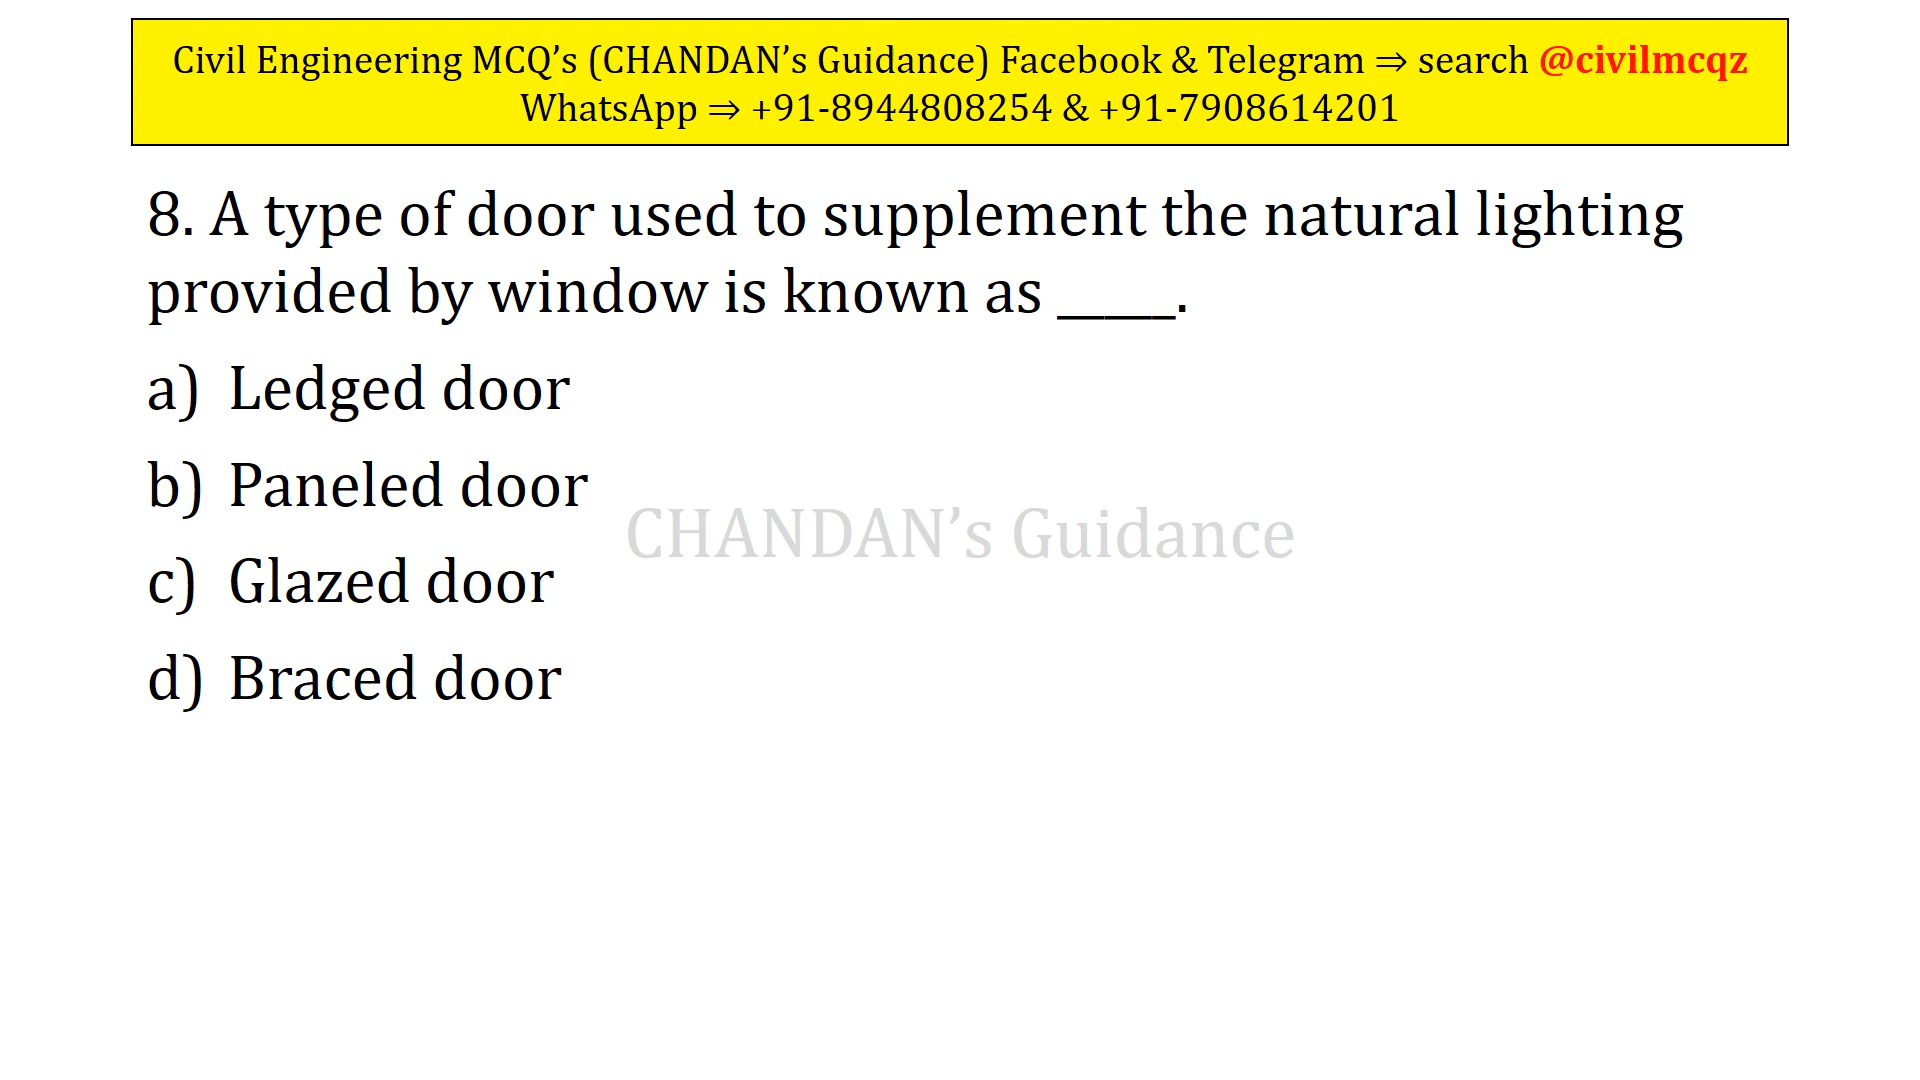 Civil Engineering MCQ’s (CHANDAN’s Guidance) Facebook & Telegram ⇒ search @civilmcqz
WhatsApp ⇒ +91-8944808254 & +91-7908614201
8. A type of door used to supplement the natural lighting
provided by window is known as _____.
a) Ledged door
b) Paneled door
CHANDAN’s Guidance
c) Glazed door
d) Braced door